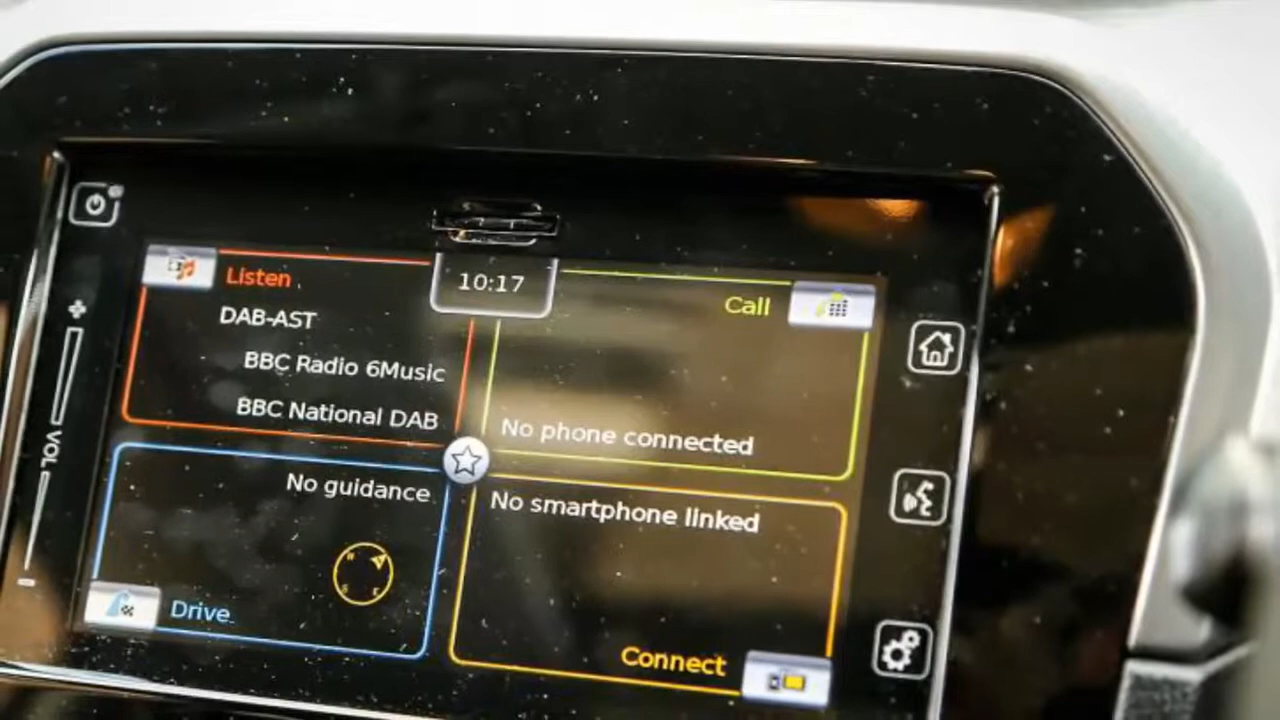 10:17
Listen
DAB-AST
BBC Radio 6Music
BBC National DAB
Call
No phone connected
VOL
No guidance
Drive
No smartphone linked
Connect